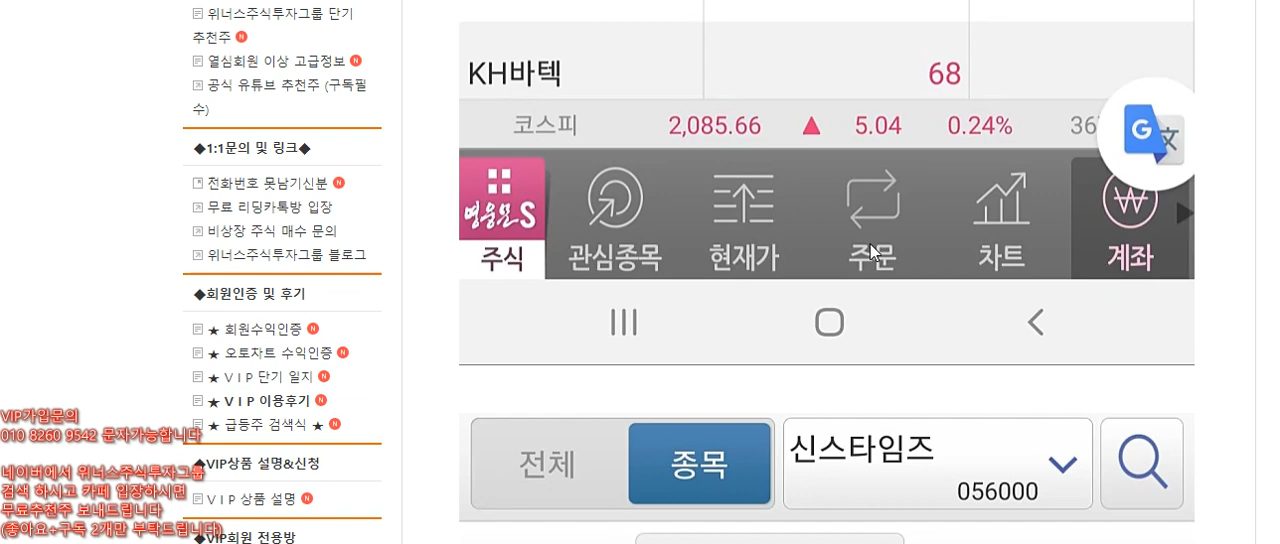 위너스주식투자그룹 단기
추천주 N
열심회원 이상 고급정보 N
공식 유튜브 추천주 (구독필
수)
◆1:1문의 및 링크◆
전화번호 못남기신분 N
무료 리딩카톡방 입장
비상장 주식 매수 문의
위너스주식투자그룹 블로그
◆회원인증 및 후기
★ 회원수익인증 N
★ 오토차트 수익인증 N
★ V I P 단기 일지 N
★ V I P 이용후기 N
★ 급등주 검색식 ★ N
◆VIP상품 설명&신청
V I P 상품 설명 N
◆VIP회원 전용방
VIP가입문의
010 8260 9542 문자가능합니다
네이버에서 위너스주식투자그룹
검색 하시고 카페 입장하시면
무료추천주 보내드립니다
(좋아요+구독 2개만 부탁드립니다)
KH바텍 68
코스피 2,085.66 ▲ 5.04 0.24% 367
G 文
영웅문S
주식 관심종목 현재가 주문 차트 계좌
전체 종목 신스타임즈
056000